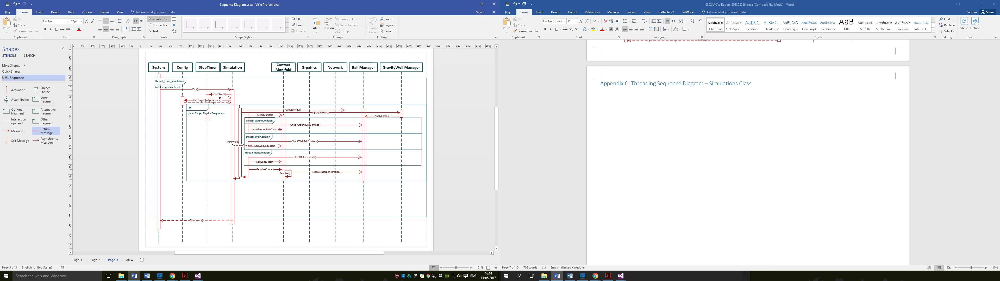 Sequence Diagram.vsdx - Visio Professional
File Home Insert Design Data Process Review View Tell me what you want to do... Sign in
Paste
Cut
Copy
Format Painter
Clipboard
Calibri 12pt
B I U abc Aa
Font
Paragraph
Pointer Tool
Connector
A Text
Tools
Shape Styles
Fill
Line
Effects
Align
Position
Bring to Front
Send to Back
Group
Arrange
Change
Shape
Find
Layers
Select
Editing
Shapes
STENCILS SEARCH
More Shapes
Quick Shapes
UML Sequence
Activation
Object lifeline
Actor lifeline
Loop fragment
Optional fragment
Alternative fragment
Interaction operand
Other fragment
Message
Return Message
Self Message
Asynchron... Message
System
Config
StepTimer
Simulation
Contact Manifold
Grpahics
Network
Ball Manager
GravityWell Manager
thread_Loop_Simulation
(mIsEscaped == flase)
Tick()
GetPhydt()
dt
GetTargePhyFrequency()
TarPhyFreq
opt
(dt >= Target Physics Frequency)
ApplyGravity()
ApplyGwForce
ClearManifold
ApplyForces()
thread_GoundCollision
CheckGroundBallContact()
AddGroundBallCotact
thread_WallCollision
CheckWallBallContact()
RunPhysic
GenerateContacts
AddWallBallCotact
thread_BallsCollision
CheckBallsContact()
AddBallsCotact
ResolveContact
Resolve()
ResolveInterpenetration()
Shutdown()
Page-1 Page-2 Page-3 All
Page 3 of 3 English (United States)
101%
Search the web and Windows
ENG
16:14
14/05/2017
08024ACW Report_201308286.docx [Compatibility Mode] - Word
File Home Insert Design Layout References Mailings Review View EndNote X7 RefWorks Tell me what you want to do... Sign in Share
Paste
Cut
Copy
Format Painter
Clipboard
Calibri (Body) 11
B I U abc X₂ X²
Font
Paragraph
AaBbCcDc AaBbCcDc AaBbCc AaBbCcE AaBbCcD AaBbCcE AaBbCcD AaB AaBbCcD AaBbCcDc AaBbCcDc AaBbCcDc
¶ Normal ¶ No Spac... Heading 1 Heading 2 Heading 3 Heading 4 Heading 5 Title Subtitle Subtle Em... Emphasis Intense E...
Styles
Find
Replace
Select
Editing
Share Upload
Box
Shutdown
Appendix C: Threading Sequence Diagram – Simulations Class
Page 7 of 10 703 words English (United Kingdom)
110%